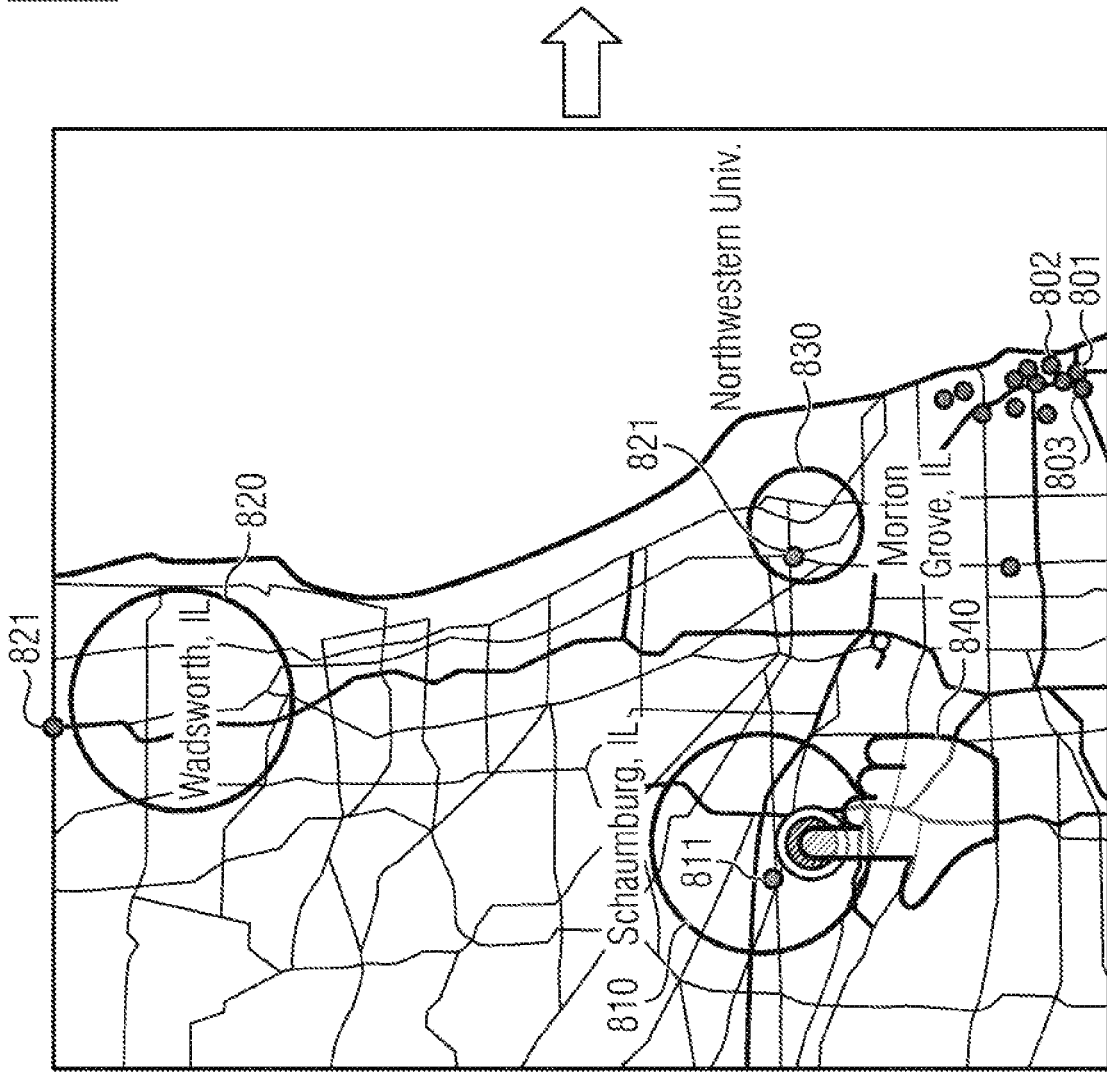 821
Wadsworth, IL
820
Northwestern Univ.
821
830
Schaumburg, IL
810
811
Morton
Grove, IL
840
802
801
803